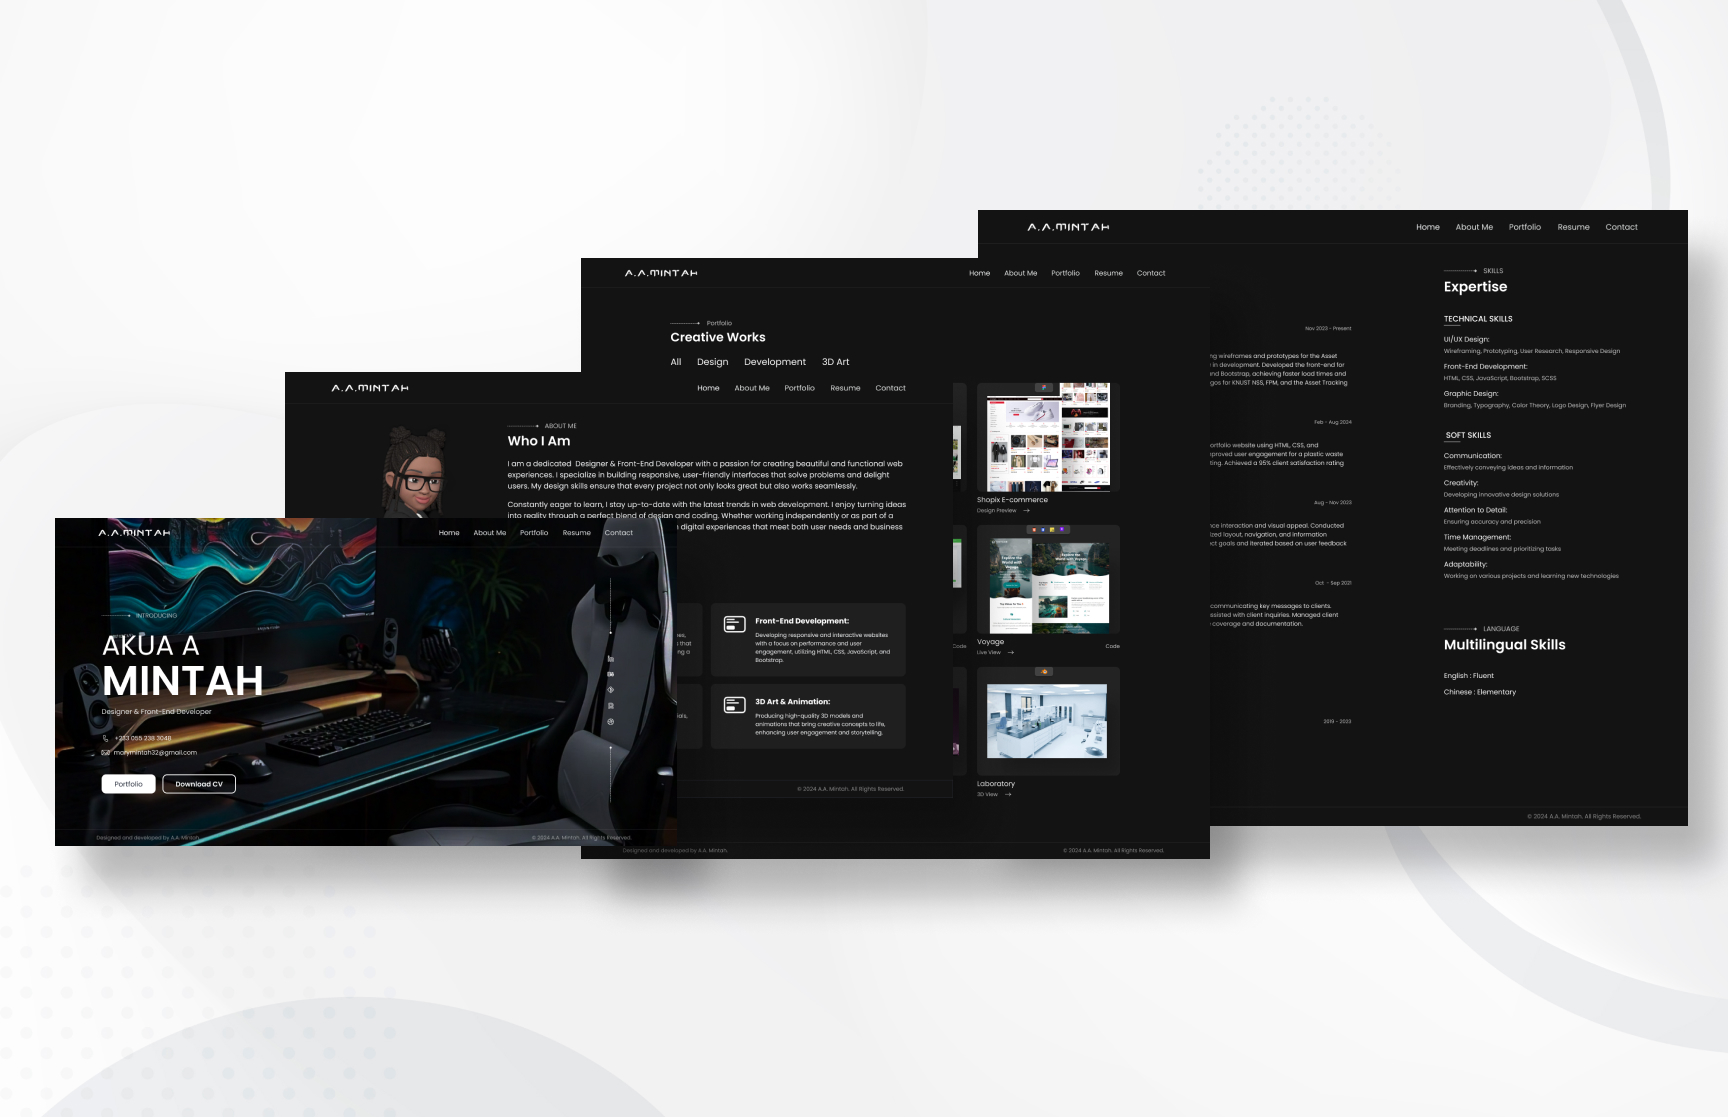 A.A.MINTAH
Home About Me Portfolio Resume Contact
INTRODUCING
AKUA A
MINTAH
Designer & Front-End Developer
+233 055 238 3048
marymintah32@gmail.com
Portfolio Download CV
Designed and developed by A.A. Mintah.
© 2024 A.A. Mintah. All Rights Reserved.
A.A.MINTAH
Home About Me Portfolio Resume Contact
ABOUT ME
Who I Am
I am a dedicated Designer & Front-End Developer with a passion for creating beautiful and functional web
experiences. I specialize in building responsive, user-friendly interfaces that solve problems and delight
users. My design skills ensure that every project not only looks great but also works seamlessly.
Constantly eager to learn, I stay up-to-date with the latest trends in web development. I enjoy turning ideas
into reality through a perfect blend of design and coding. Whether working independently or as part of a
digital experiences that meet both user needs and business
that
ng a
Front-End Development:
Developing responsive and interactive websites
with a focus on performance and user
engagement, utilizing HTML, CSS, JavaScript, and
Bootstrap.
ials,
3D Art & Animation:
Producing high-quality 3D models and
animations that bring creative concepts to life,
enhancing user engagement and storytelling.
© 2024 A.A. Mintah. All Rights Reserved.
A.A.MINTAH
Home About Me Portfolio Resume Contact
Portfolio
Creative Works
All Design Development 3D Art
Shopix E-commerce
Design Preview
Code
Voyage Code
Live View
Laboratory
3D View
Designed and developed by A.A. Mintah.
© 2024 A.A. Mintah. All Rights Reserved.
A.A.MINTAH
Home About Me Portfolio Resume Contact
Nov 2023 - Present
ng wireframes and prototypes for the Asset
in development. Developed the front-end for
and Bootstrap, achieving faster load times and
ogos for KNUST NSS, FPM, and the Asset Tracking
Feb - Aug 2024
ortfolio website using HTML, CSS, and
proved user engagement for a plastic waste
ting. Achieved a 95% client satisfaction rating
Aug - Nov 2023
nce interaction and visual appeal. Conducted
ized layout, navigation, and information
ct goals and iterated based on user feedback
Oct - Sep 2021
communicating key messages to clients.
ssisted with client inquiries. Managed client
coverage and documentation.
2019 - 2023
SKILLS
Expertise
TECHNICAL SKILLS
UI/UX Design:
Wireframing, Prototyping, User Research, Responsive Design
Front-End Development:
HTML, CSS, JavaScript, Bootstrap, SCSS
Graphic Design:
Branding, Typography, Color Theory, Logo Design, Flyer Design
SOFT SKILLS
Communication:
Effectively conveying ideas and information
Creativity:
Developing innovative design solutions
Attention to Detail:
Ensuring accuracy and precision
Time Management:
Meeting deadlines and prioritizing tasks
Adaptability:
Working on various projects and learning new technologies
LANGUAGE
Multilingual Skills
English : Fluent
Chinese : Elementary
© 2024 A.A. Mintah. All Rights Reserved.